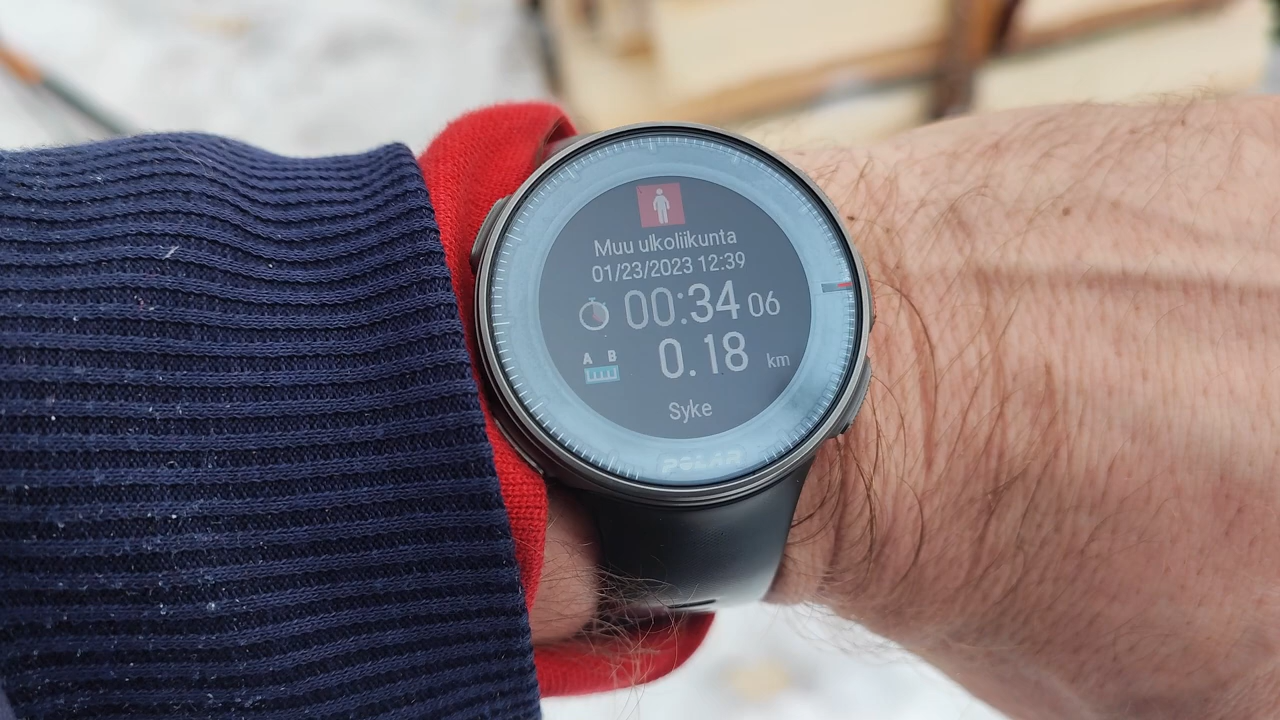 Muu ulkoliikunta
01/23/2023 12:39
00:34 06
A B
0.18 km
Syke
POLAR